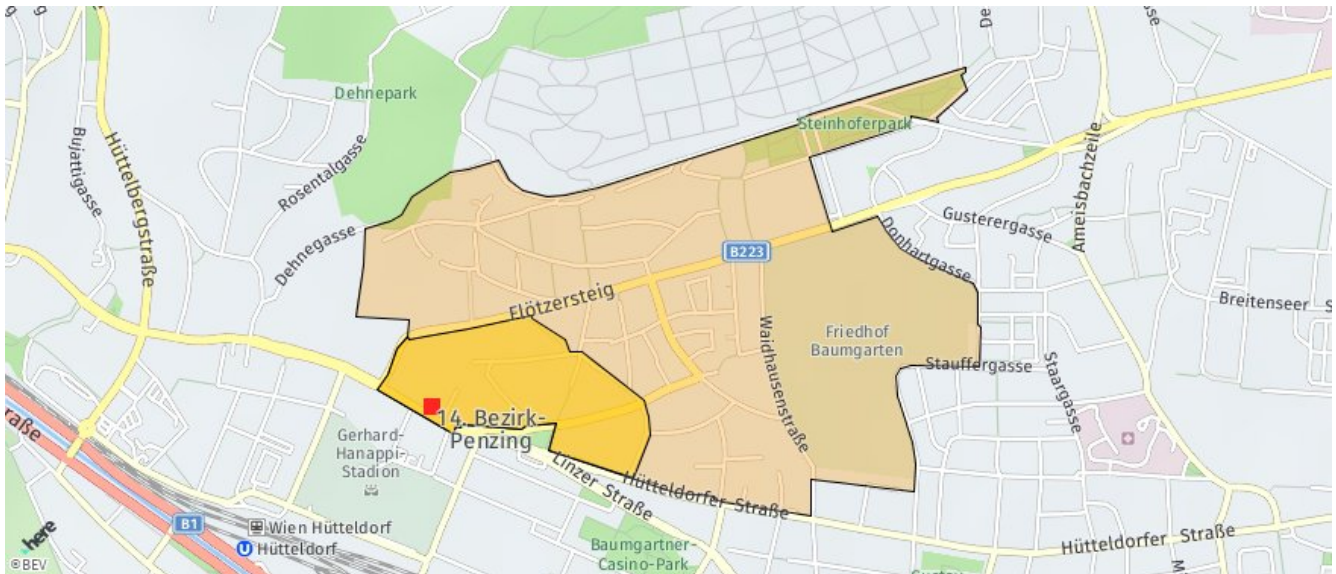 Dehnepark
Steinhoferpark
Bujattigasse
Hüttelbergstraße
Rosentalgasse
Dehnegasse
Ameisbachzeile
Gusterergasse
Donhartgasse
B223
Flötzersteig
Breitenseer S
Friedhof
Baumgarten
Waidhausenstraße
Stauffergasse
Staargasse
14. Bezirk-
Penzing
Gerhard-
Hanappi-
Stadion
raße
Linzer Straße
Hütteldorfer Straße
B1
Wien Hütteldorf
U Hütteldorf
Baumgartner-
Casino-Park
Hütteldorfer Straße
here
©BEV